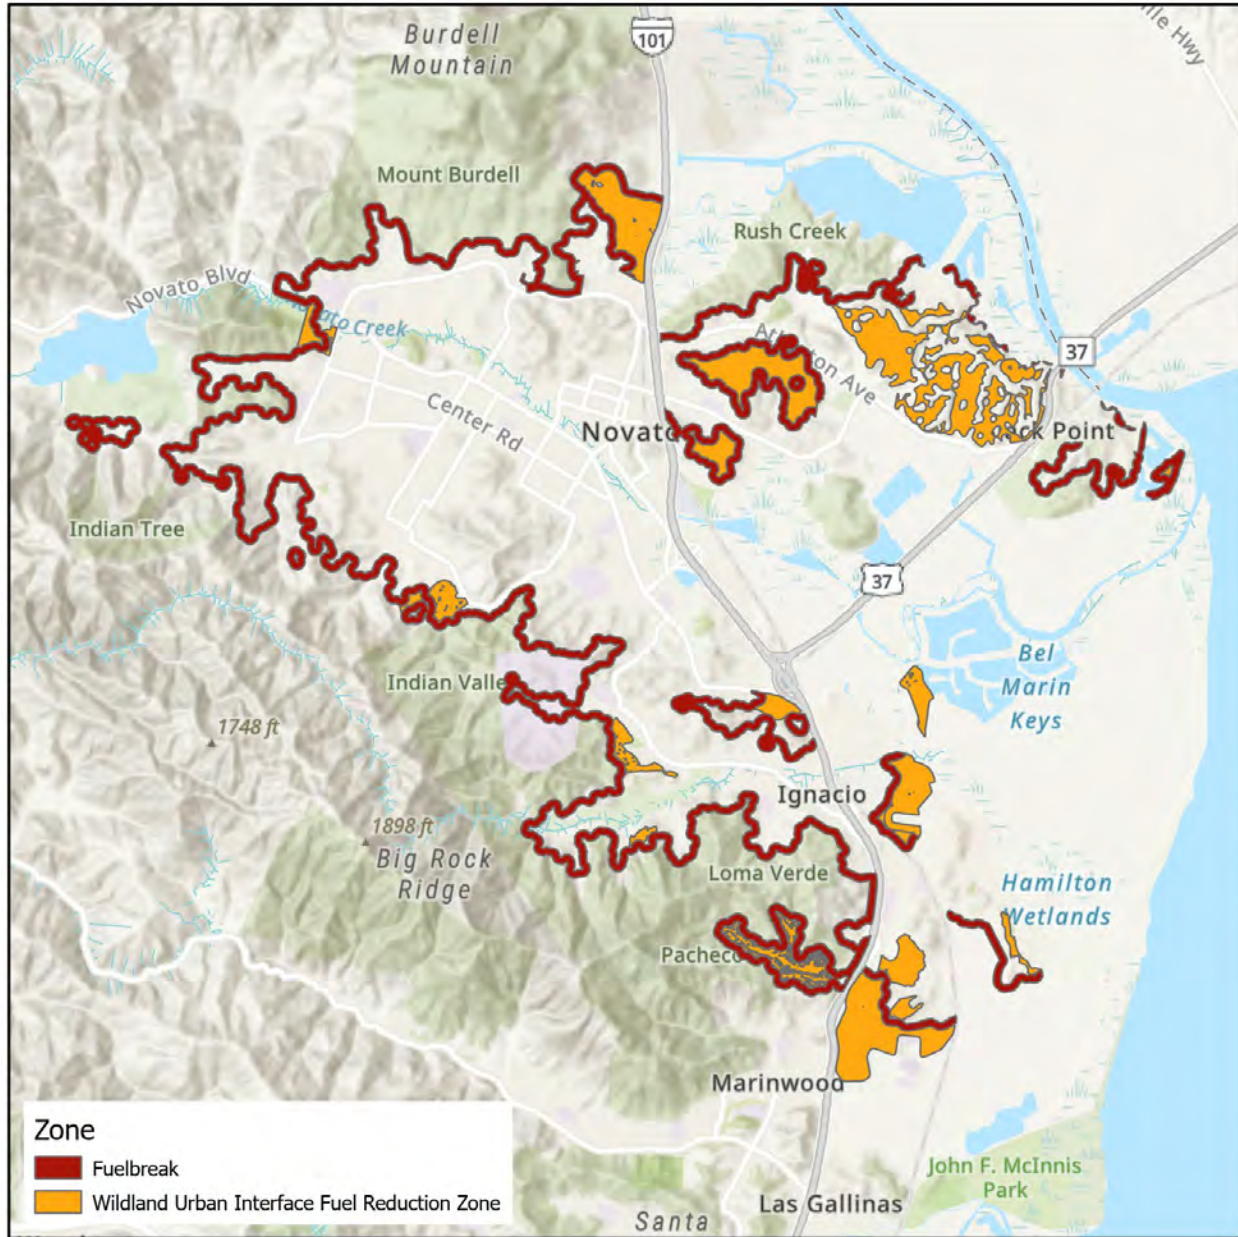 Burdell
Mountain
101
Mount Burdell
Rush Creek
Novato Blvd
Novato Creek
37
Center Rd
Ave
Novato
Point
Indian Tree
37
Bel
Marin
Keys
Indian Valle
1748 ft
Ignacio
1898 ft
Big Rock
Ridge
Loma Verde
Hamilton
Wetlands
Pacheco
Marinwood
Zone
Fuelbreak
Wildland Urban Interface Fuel Reduction Zone
John F. McInnis
Park
Las Gallinas
Santa